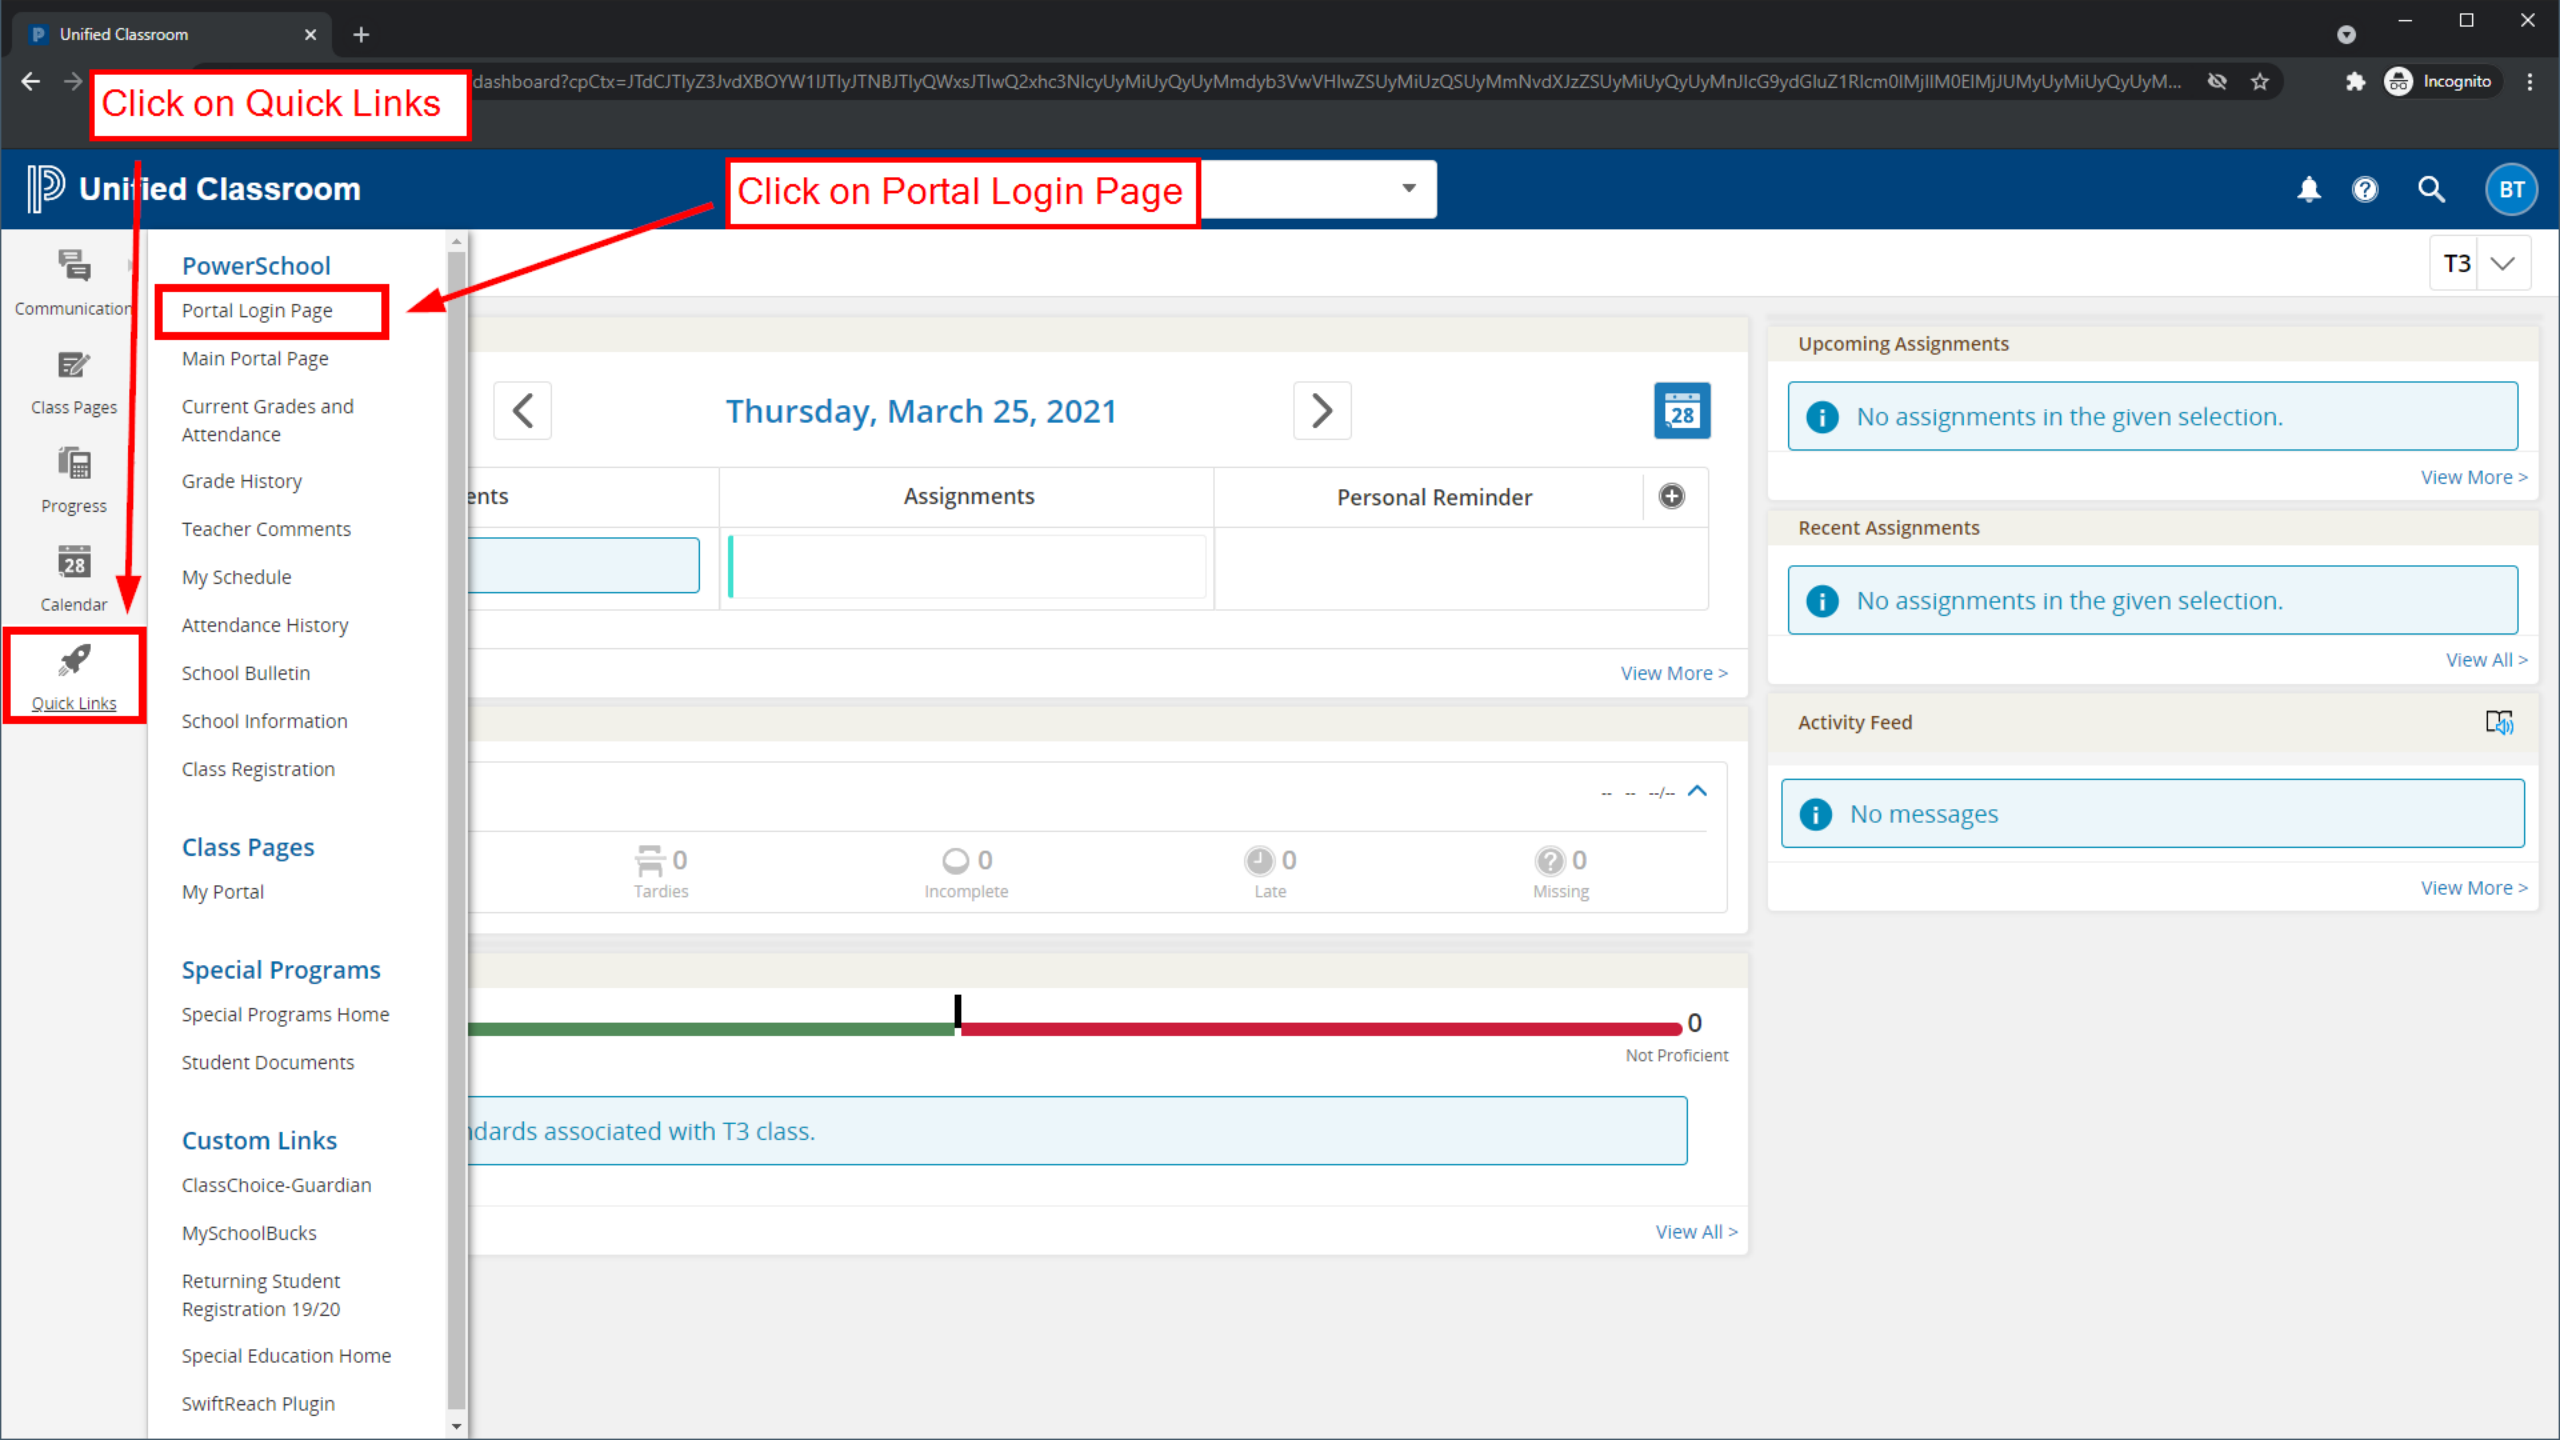 Unified Classroom
Click on Quick Links
Incognito
Unified Classroom
Click on Portal Login Page
BT
Communication
Class Pages
Progress
28
Calendar
Quick Links
PowerSchool
Portal Login Page
Main Portal Page
Current Grades and
Attendance
Grade History
Teacher Comments
My Schedule
Attendance History
School Bulletin
School Information
Class Registration
Class Pages
My Portal
Special Programs
Special Programs Home
Student Documents
Custom Links
ClassChoice-Guardian
MySchoolBucks
Returning Student
Registration 19/20
Special Education Home
SwiftReach Plugin
T3
Thursday, March 25, 2021
28
ents
Assignments
Personal Reminder
View More >
-- -- --/--
0
Tardies
0
Incomplete
0
Late
0
Missing
0
Not Proficient
ndards associated with T3 class.
View All >
Upcoming Assignments
No assignments in the given selection.
View More >
Recent Assignments
No assignments in the given selection.
View All >
Activity Feed
No messages
View More >